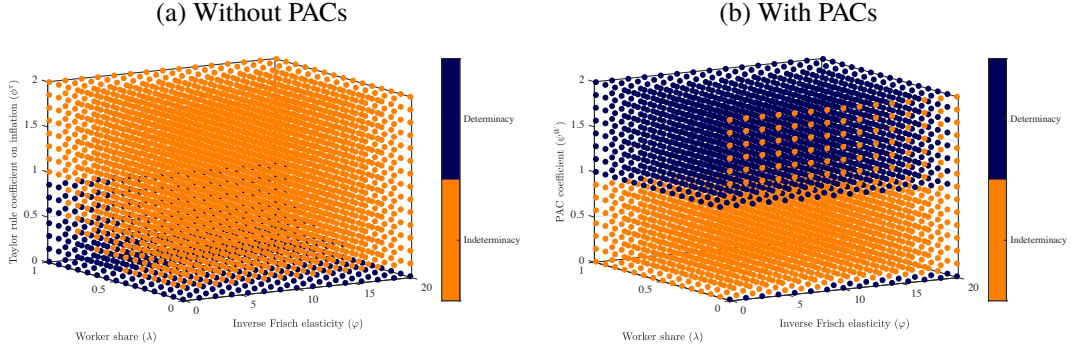 (a) Without PACs
(b) With PACs
Taylor rule coefficient on inflation (ϕ^π)
2
1.5
1
0.5
0
1
0.5
0
Worker share (λ)
0
5
10
15
20
Inverse Frisch elasticity (φ)
Determinacy
Indeterminacy
PAC coefficient (ψ^W)
2
1.5
1
0.5
0
1
0.5
0
Worker share (λ)
0
5
10
15
20
Inverse Frisch elasticity (φ)
Determinacy
Indeterminacy